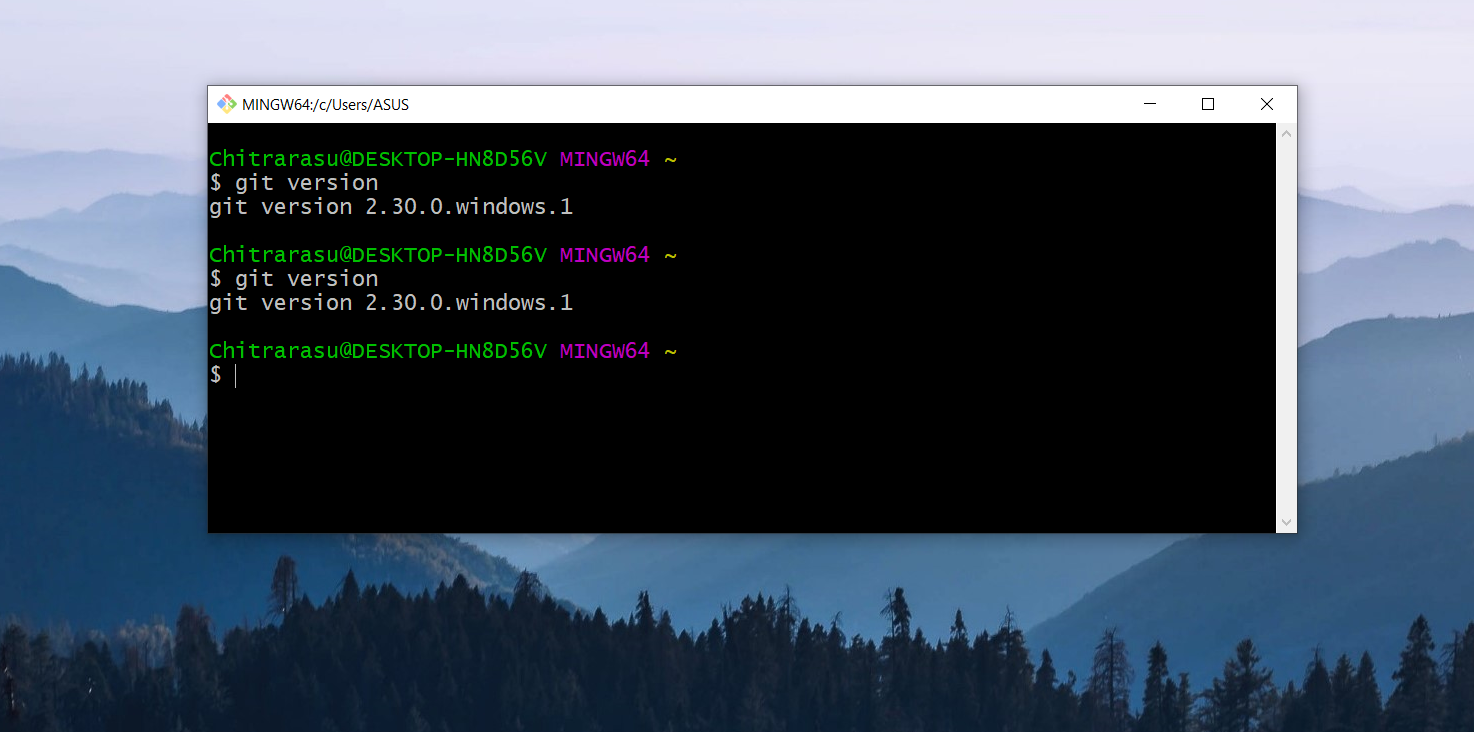 MINGW64:/c/Users/ASUS
Chitrarasu@DESKTOP-HN8D56V MINGW64 ~
$ git version
git version 2.30.0.windows.1
Chitrarasu@DESKTOP-HN8D56V MINGW64 ~
$ git version
git version 2.30.0.windows.1
Chitrarasu@DESKTOP-HN8D56V MINGW64 ~
$